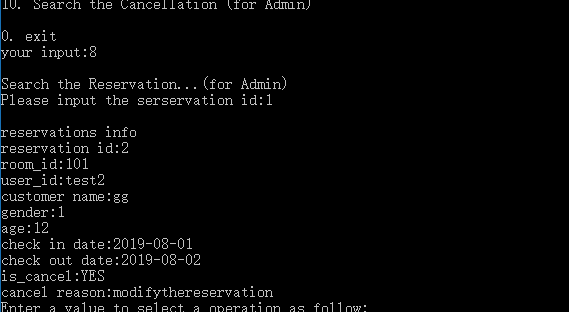 10. Search the Cancellation (for Admin)
0. exit
your input:8
Search the Reservation...(for Admin)
Please input the serservation id:1
reservations info
reservation id:2
room_id:101
user_id:test2
customer name:gg
gender:1
age:12
check in date:2019-08-01
check out date:2019-08-02
is_cancel:YES
cancel reason:modifythereservation
Enter a value to select a operation as follow: